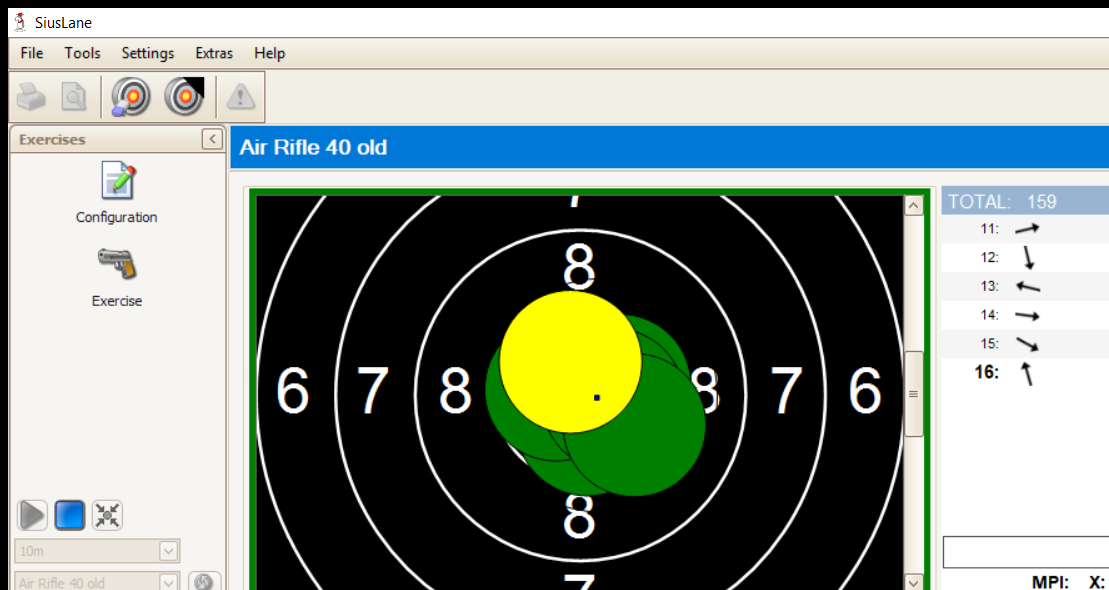 SiusLane
File Tools Settings Extras Help
Exercises
Air Rifle 40 old
Configuration
Exercise
10m
Air Rifle 40 old
7
8
6 7 8 8 7 6
8
7
TOTAL: 159
11:
12:
13:
14:
15:
16:
MPI: X: